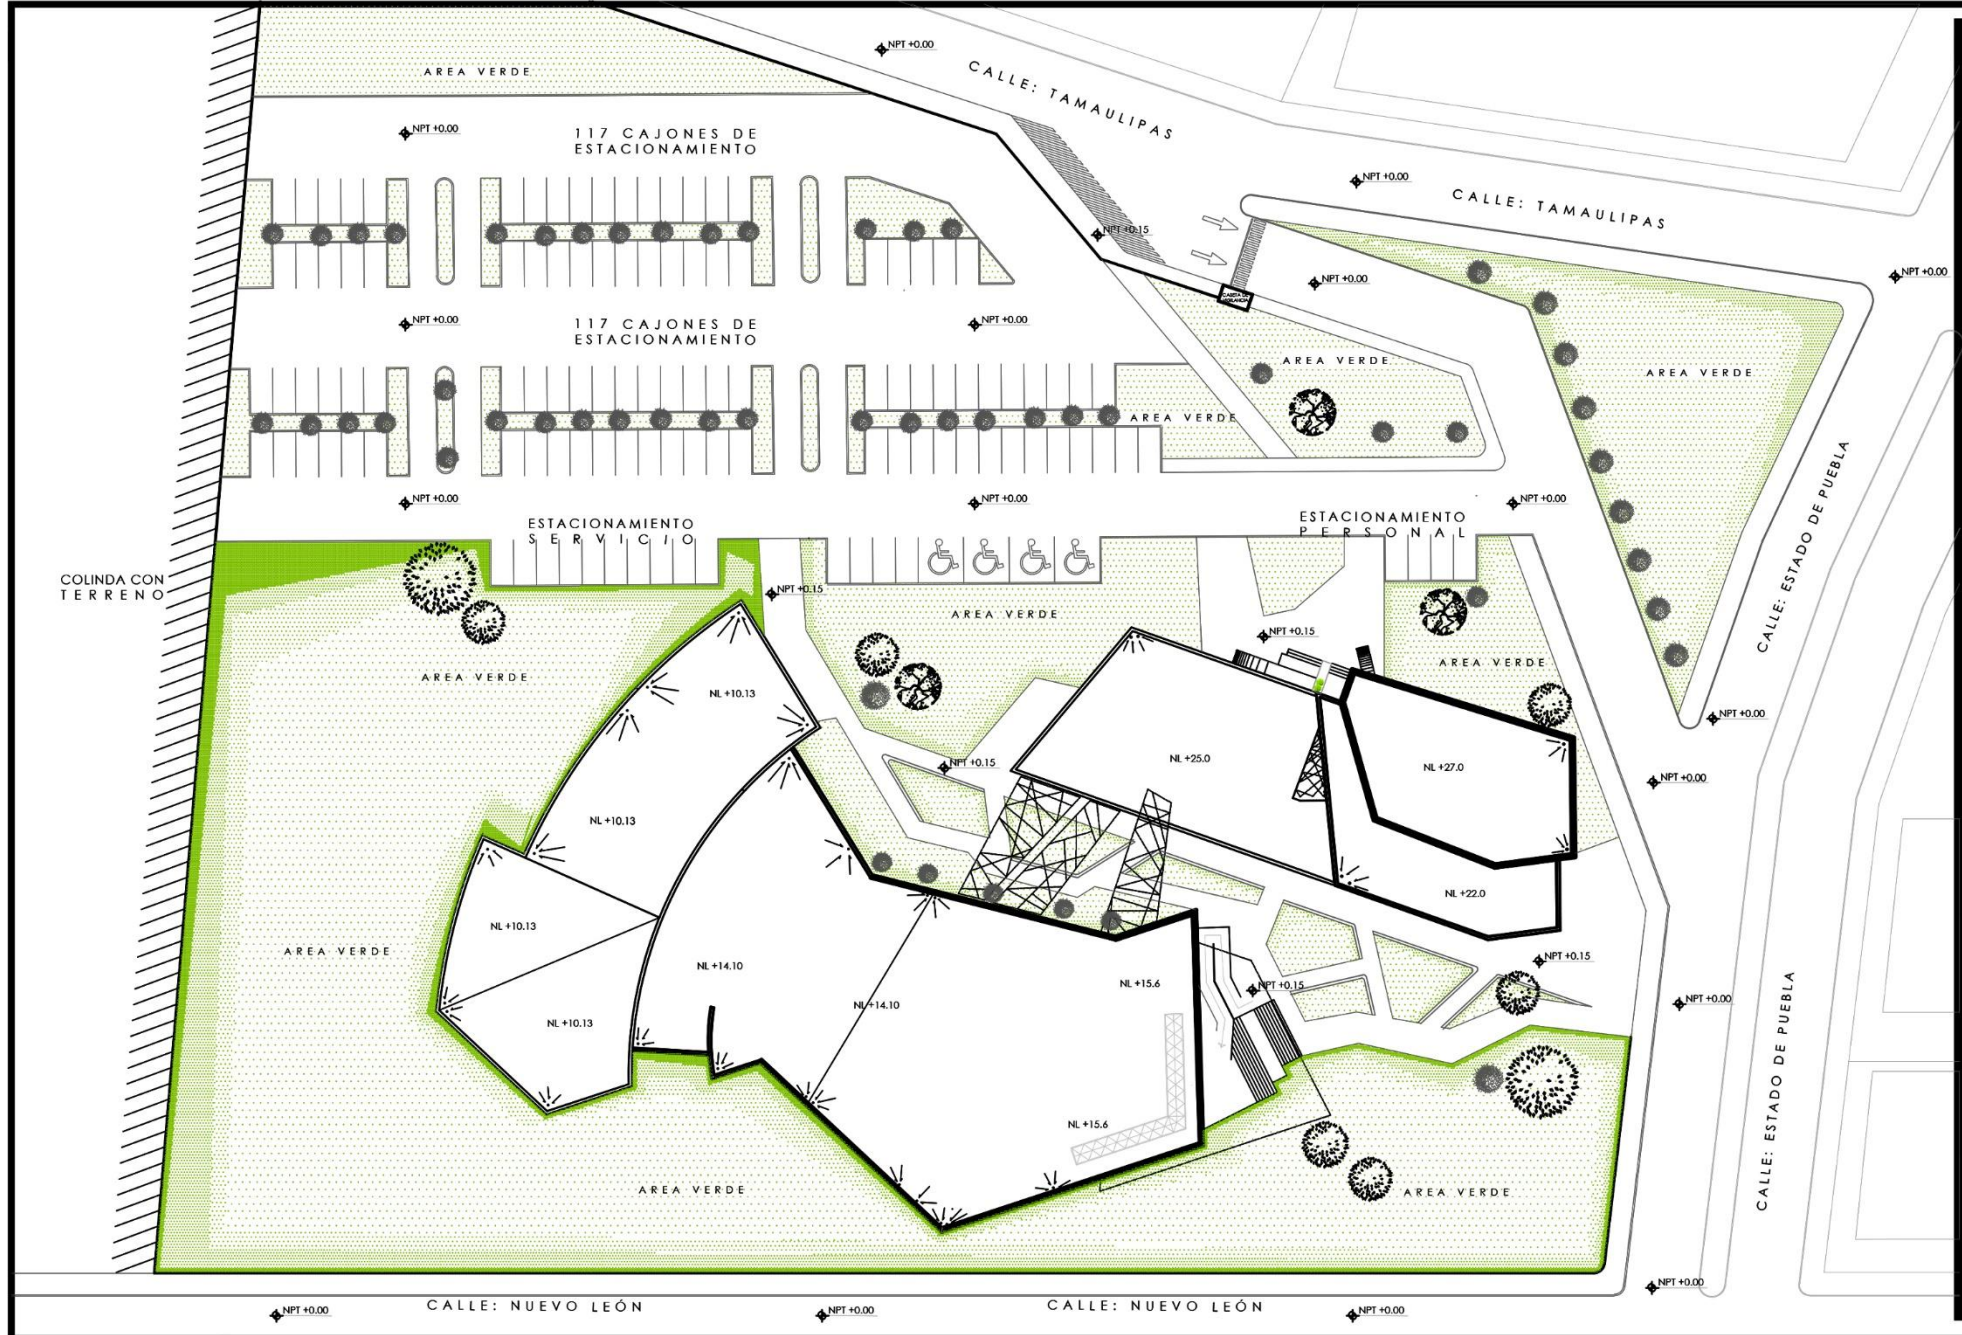 NPT +0.00
CALLE: TAMAULIPAS
AREA VERDE
NPT +0.00
117 CAJONES DE
ESTACIONAMIENTO
NPT +0.00
CALLE: TAMAULIPAS
NPT +0.15
NPT +0.00
NPT +0.00
CASETA DE
VIGILANCIA
NPT +0.00
117 CAJONES DE
ESTACIONAMIENTO
NPT +0.00
AREA VERDE
AREA VERDE
AREA VERDE
NPT +0.00
NPT +0.00
NPT +0.00
ESTACIONAMIENTO
SERVICIO
ESTACIONAMIENTO
PERSONAL
CALLE: ESTADO DE PUEBLA
COLINDA CON
TERRENO
NPT +0.15
AREA VERDE
NPT +0.15
AREA VERDE
AREA VERDE
NL +10.13
NPT +0.00
NPT +0.15
NL +25.0
NL +27.0
NPT +0.00
NL +10.13
NL +22.0
NL +10.13
AREA VERDE
NL +14.10
NPT +0.15
NL +15.6
NPT +0.15
NL +14.10
NPT +0.00
NL +10.13
CALLE: ESTADO DE PUEBLA
NL +15.6
AREA VERDE
AREA VERDE
NPT +0.00
NPT +0.00
CALLE: NUEVO LEÓN
NPT +0.00
CALLE: NUEVO LEÓN
NPT +0.00